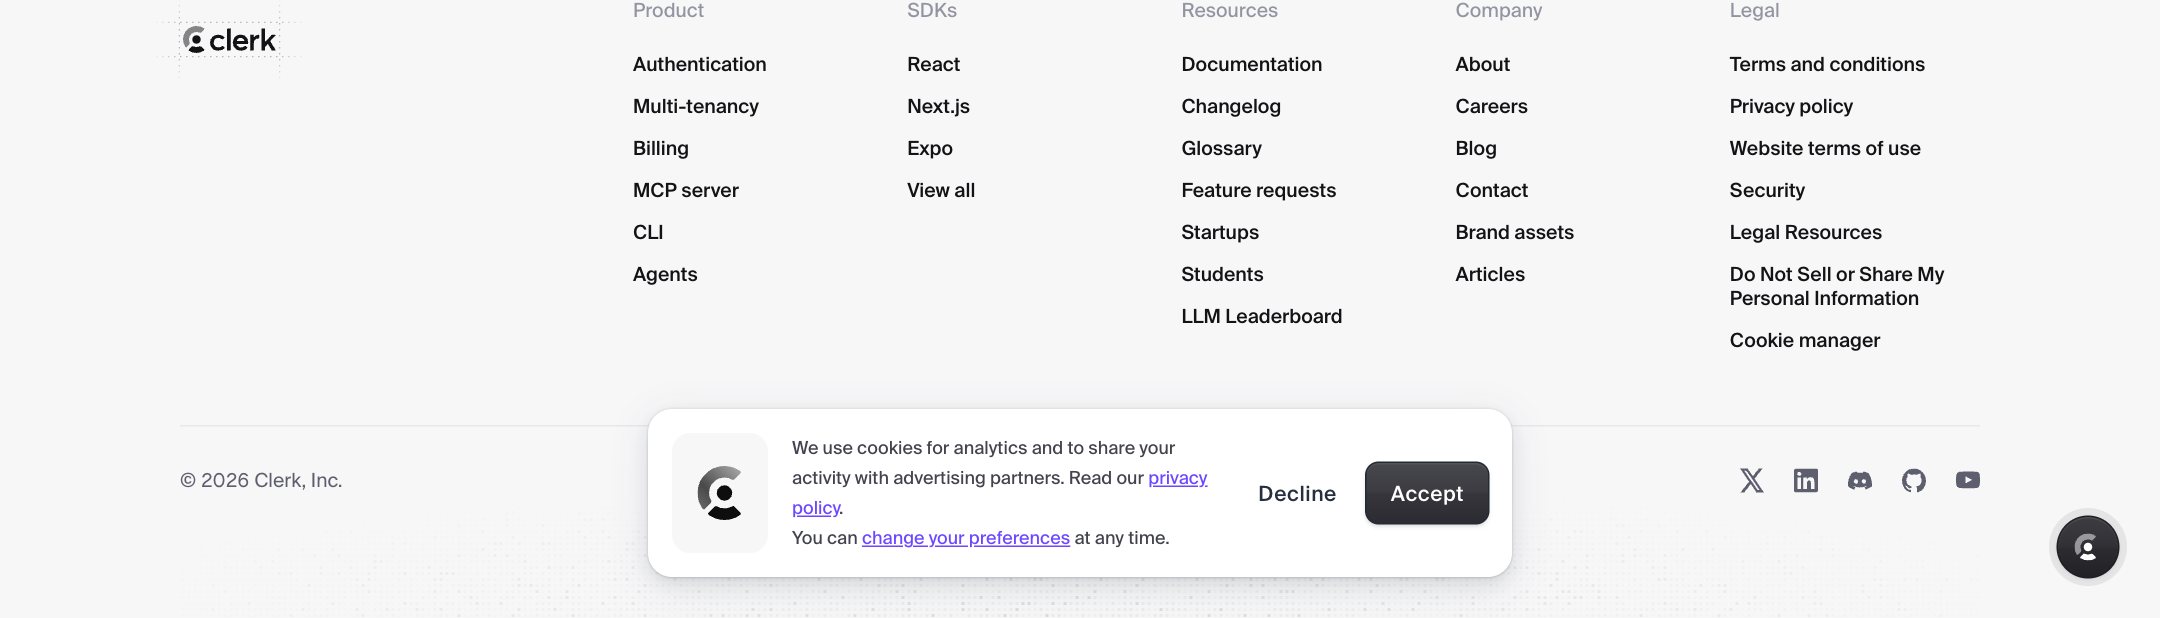 clerk
Product
Authentication
Multi-tenancy
Billing
MCP server
CLI
Agents
SDKs
React
Next.js
Expo
View all
Resources
Documentation
Changelog
Glossary
Feature requests
Startups
Students
LLM Leaderboard
Company
About
Careers
Blog
Contact
Brand assets
Articles
Legal
Terms and conditions
Privacy policy
Website terms of use
Security
Legal Resources
Do Not Sell or Share My
Personal Information
Cookie manager
© 2026 Clerk, Inc.
We use cookies for analytics and to share your
activity with advertising partners. Read our privacy
policy.
You can change your preferences at any time.
Decline
Accept